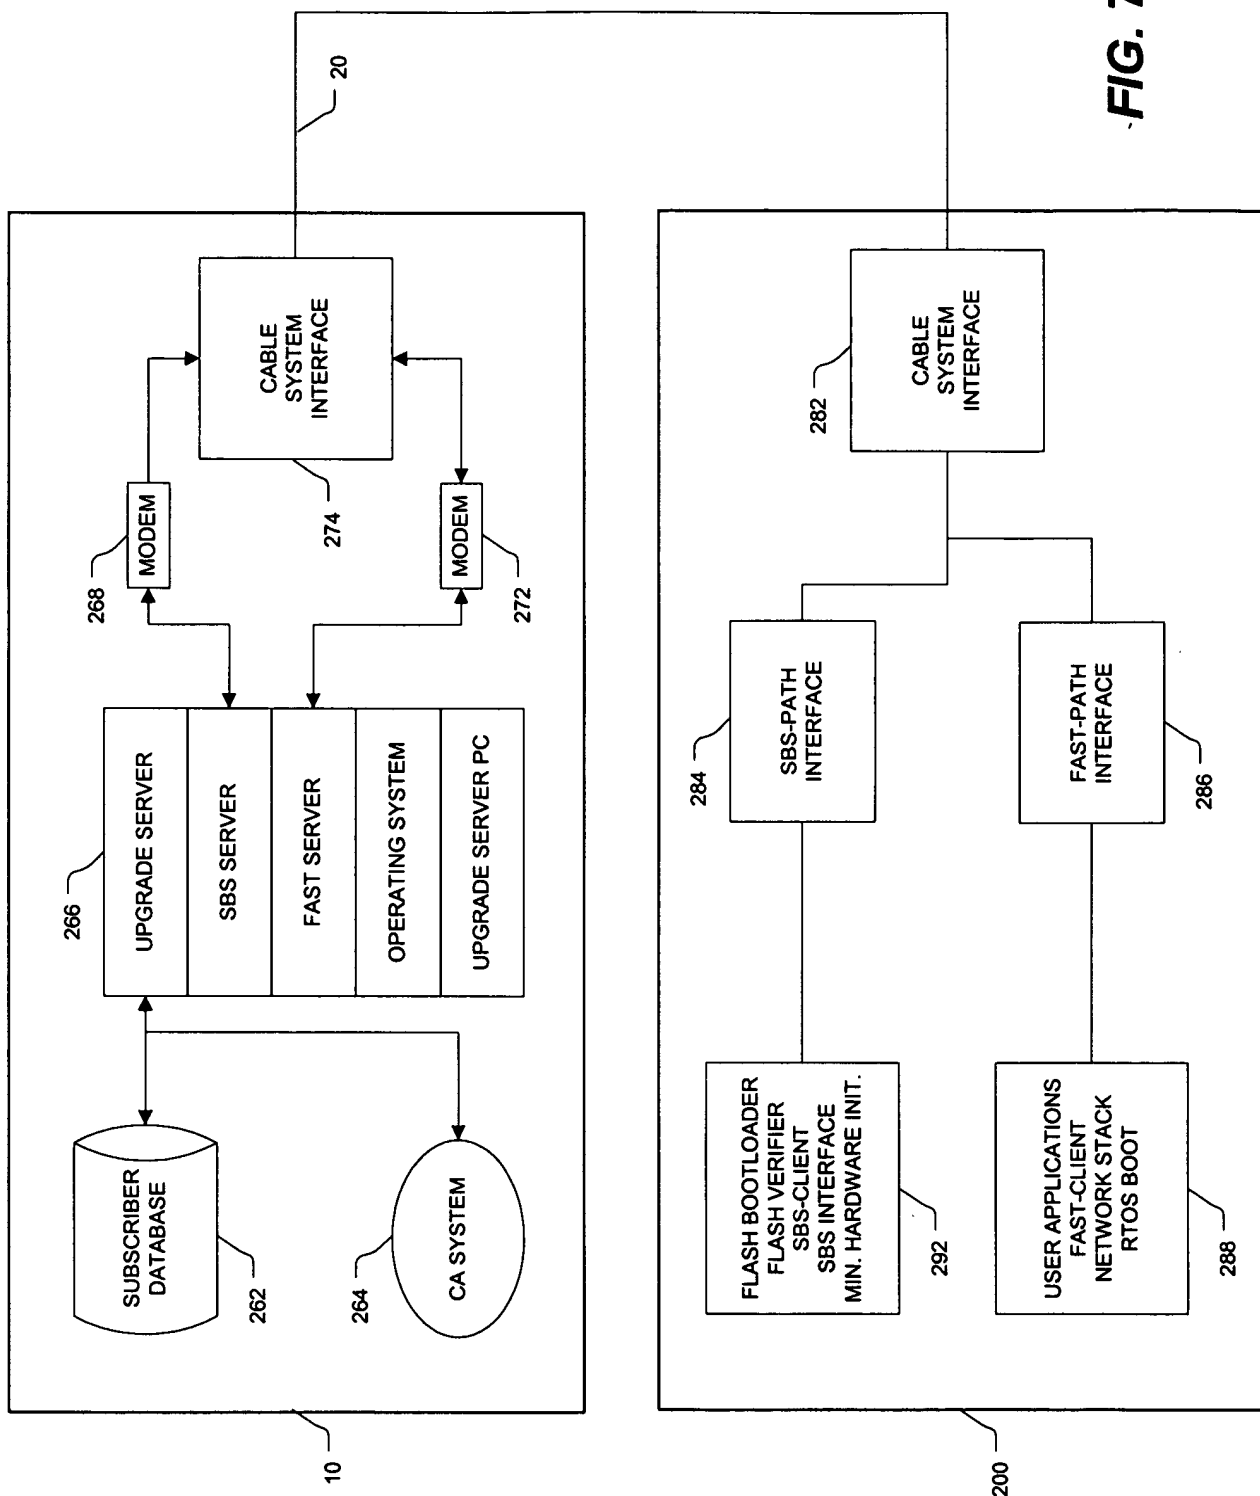 10
SUBSCRIBER
DATABASE
262
CA SYSTEM
264
266
UPGRADE SERVER
SBS SERVER
FAST SERVER
OPERATING SYSTEM
UPGRADE SERVER PC
268
MODEM
MODEM
272
CABLE
SYSTEM
INTERFACE
274
20
200
FLASH BOOTLOADER
FLASH VERIFIER
SBS-CLIENT
SBS INTERFACE
MIN. HARDWARE INIT.
292
USER APPLICATIONS
FAST-CLIENT
NETWORK STACK
RTOS BOOT
288
284
SBS-PATH
INTERFACE
FAST-PATH
INTERFACE
286
282
CABLE
SYSTEM
INTERFACE
FIG. 7